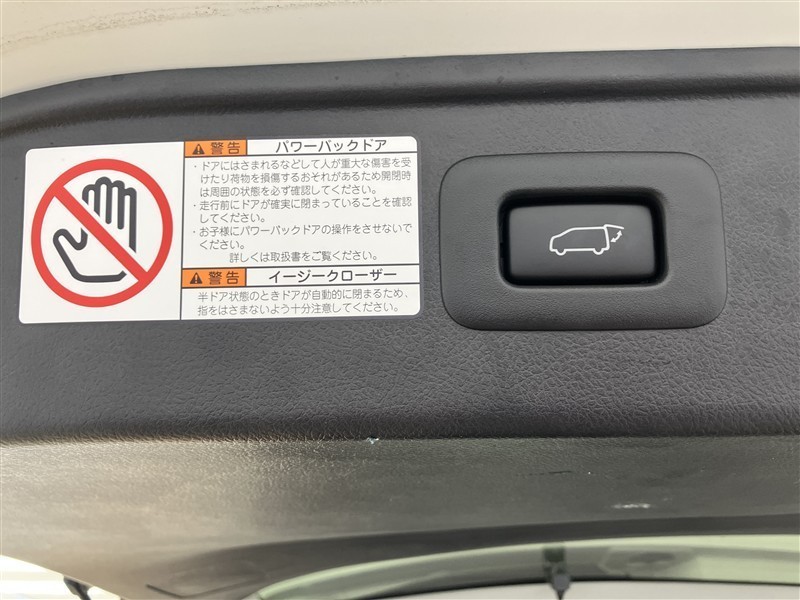 警告 パワーバックドア
・ドアにはさまれるなどして人が重大な傷害を受
けたり荷物を損傷するおそれがあるため開閉時
は周囲の状態を必ず確認してください。
・走行前にドアが確実に閉まっていることを確認
してください。
・お子様にパワーバックドアの操作をさせないで
ください。
詳しくは取扱書をご覧ください。
警告 イージークローザー
半ドア状態のときドアが自動的に閉まるため、
指をはさまないよう十分注意してください。